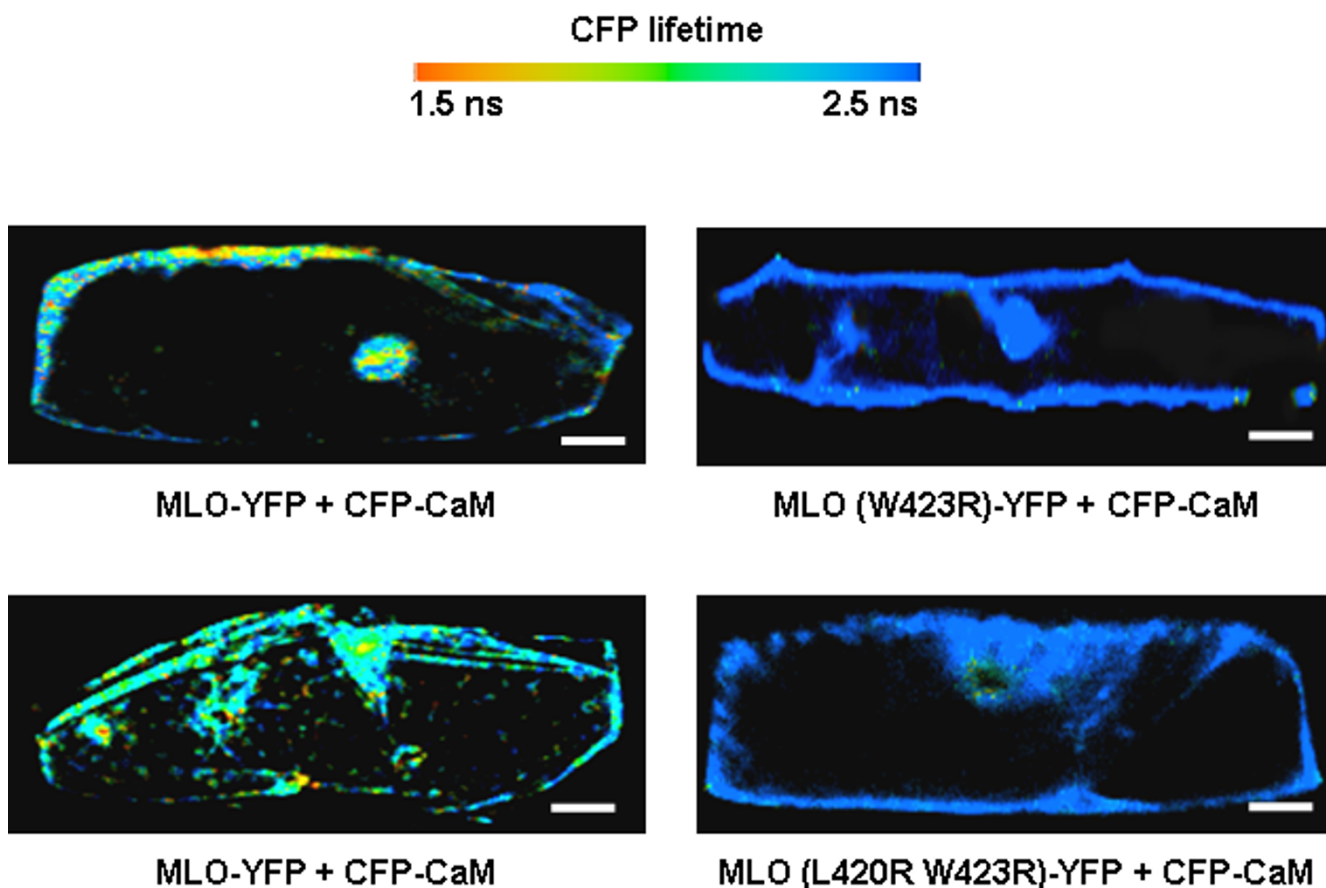 CFP lifetime
1.5 ns 2.5 ns
MLO-YFP + CFP-CaM MLO (W423R)-YFP + CFP-CaM
MLO-YFP + CFP-CaM MLO (L420R W423R)-YFP + CFP-CaM